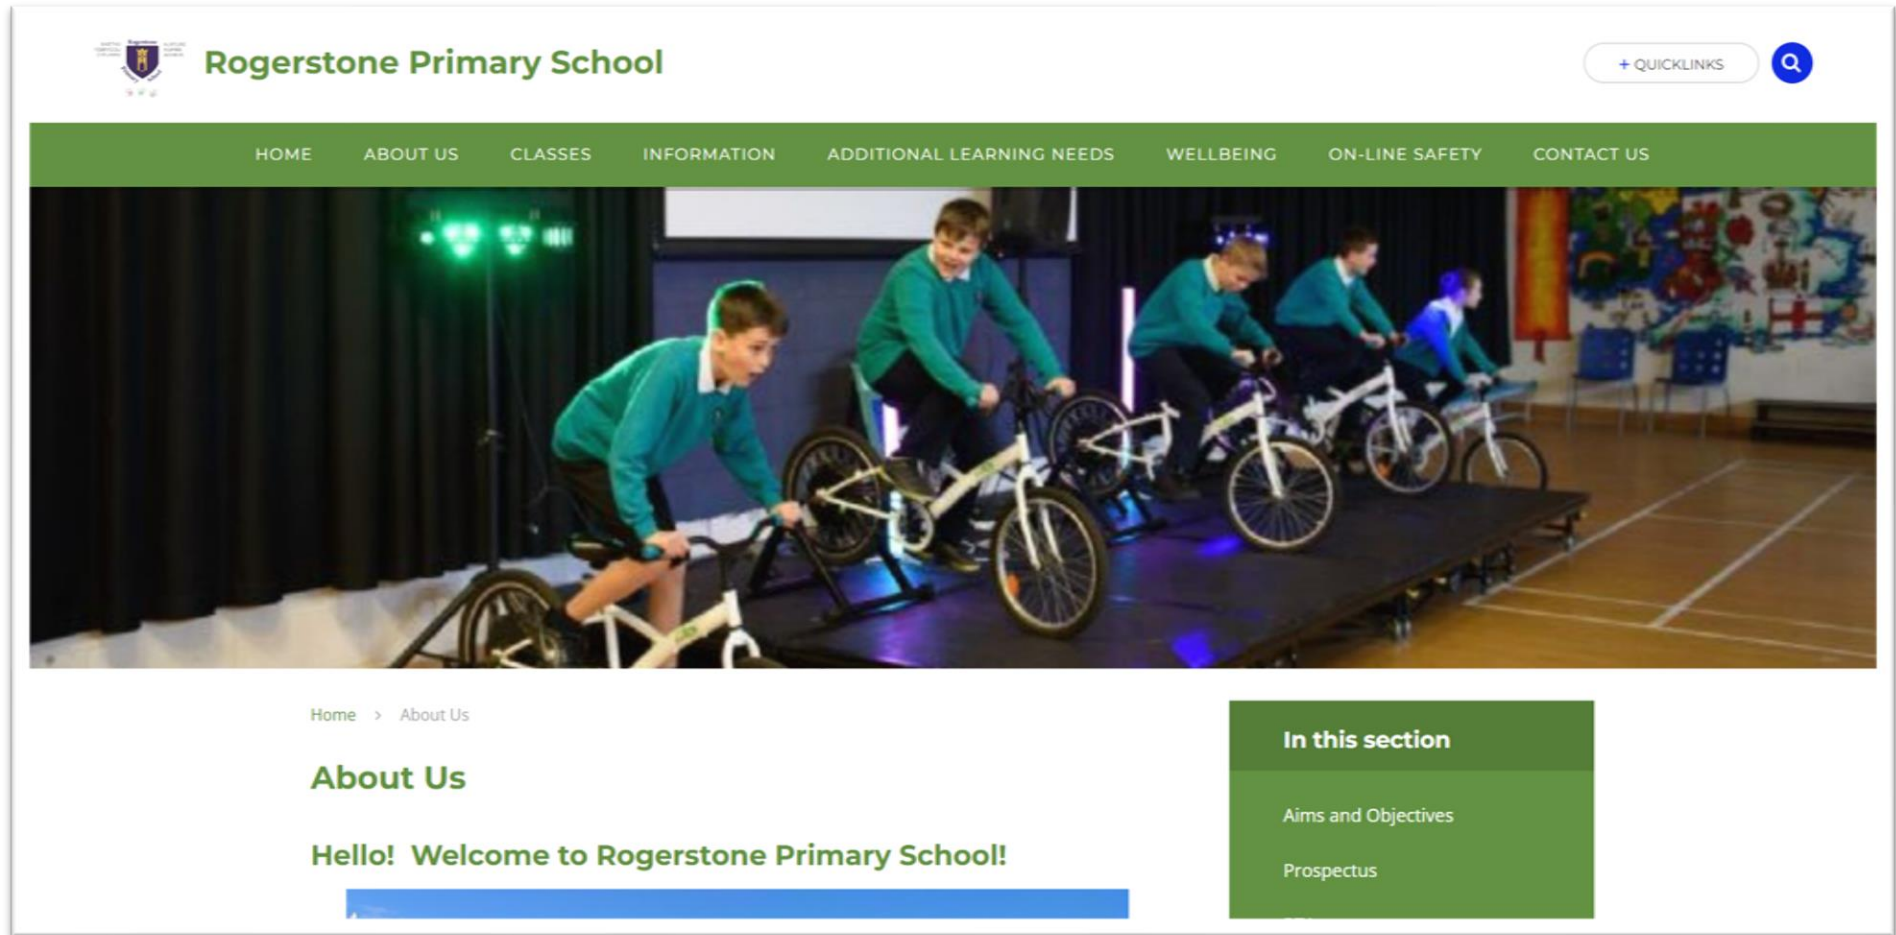 Rogerstone Primary School
+ QUICKLINKS
HOME ABOUT US CLASSES INFORMATION ADDITIONAL LEARNING NEEDS WELLBEING ON-LINE SAFETY CONTACT US
Home > About Us
About Us
Hello! Welcome to Rogerstone Primary School!
In this section
Aims and Objectives
Prospectus